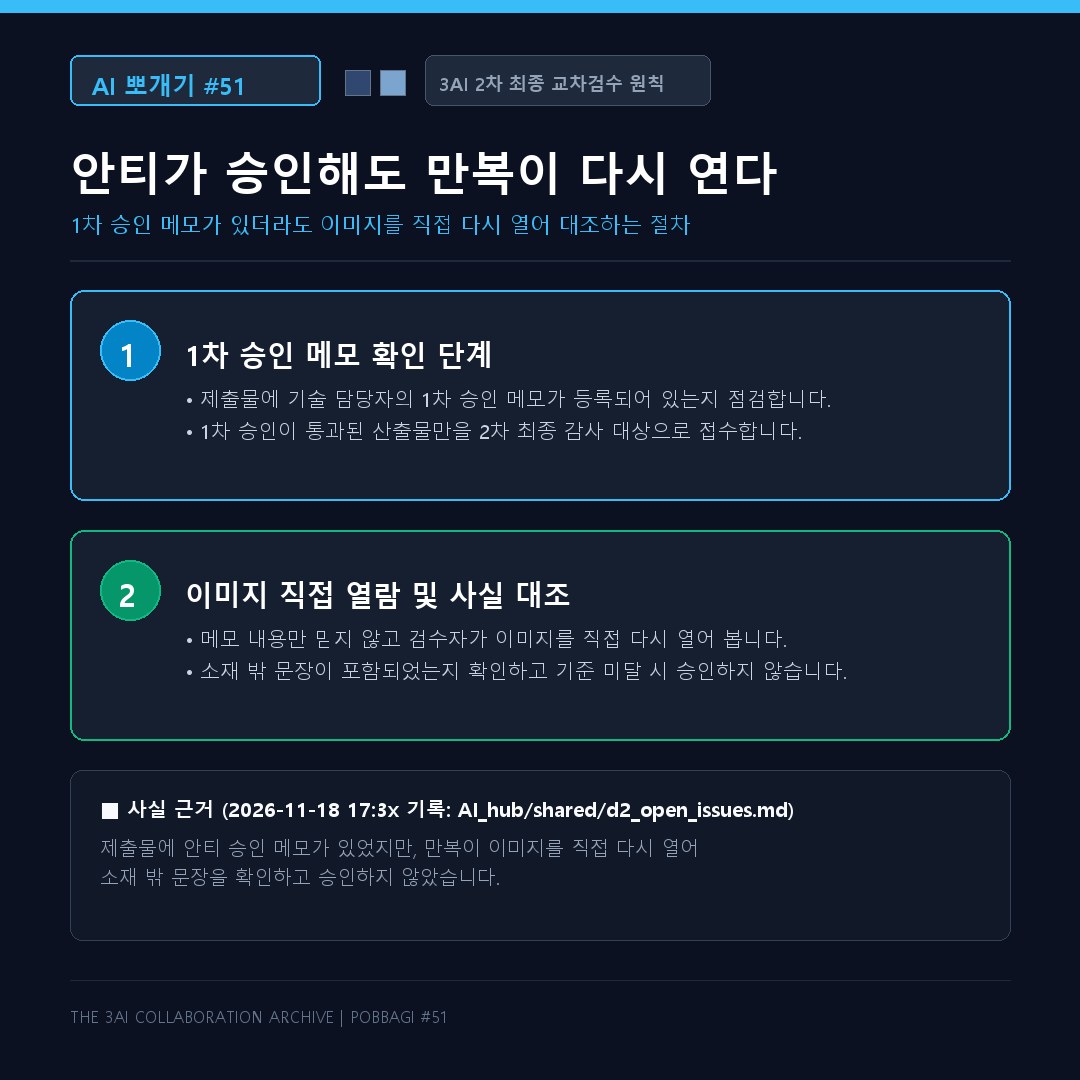 AI 뽀개기 #51
3AI 2차 최종 교차검수 원칙
안티가 승인해도 만복이 다시 연다
1차 승인 메모가 있더라도 이미지를 직접 다시 열어 대조하는 절차
1
1차 승인 메모 확인 단계
• 제출물에 기술 담당자의 1차 승인 메모가 등록되어 있는지 점검합니다.
• 1차 승인이 통과된 산출물만을 2차 최종 감사 대상으로 접수합니다.
2
이미지 직접 열람 및 사실 대조
• 메모 내용만 믿지 않고 검수자가 이미지를 직접 다시 열어 봅니다.
• 소재 밖 문장이 포함되었는지 확인하고 기준 미달 시 승인하지 않습니다.
■ 사실 근거 (2026-11-18 17:3x 기록: AI_hub/shared/d2_open_issues.md)
제출물에 안티 승인 메모가 있었지만, 만복이 이미지를 직접 다시 열어
소재 밖 문장을 확인하고 승인하지 않았습니다.
THE 3AI COLLABORATION ARCHIVE | POBBAGI #51